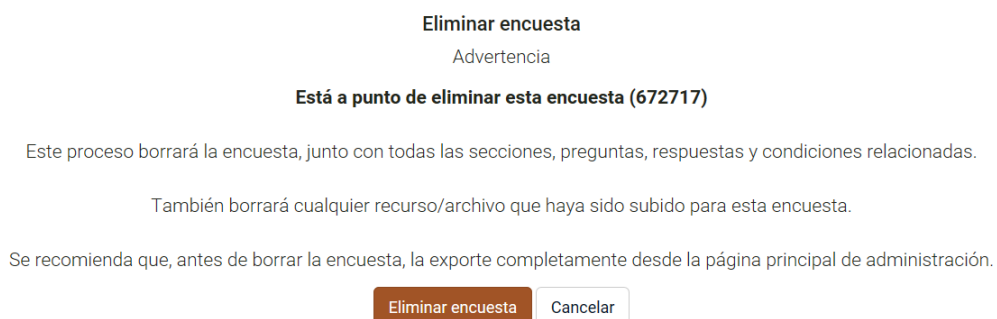 Eliminar encuesta
Advertencia
Está a punto de eliminar esta encuesta (672717)
Este proceso borrará la encuesta, junto con todas las secciones, preguntas, respuestas y condiciones relacionadas.
También borrará cualquier recurso/archivo que haya sido subido para esta encuesta.
Se recomienda que, antes de borrar la encuesta, la exporte completamente desde la página principal de administración.
Eliminar encuesta Cancelar